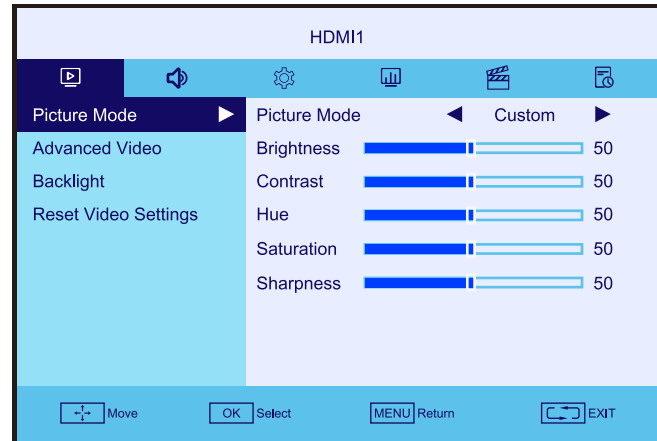 HDMI1
Picture Mode Picture Mode Custom
Advanced Video Brightness 50
Backlight Contrast 50
Reset Video Settings Hue 50
Saturation 50
Sharpness 50
Move OK Select MENU Return EXIT